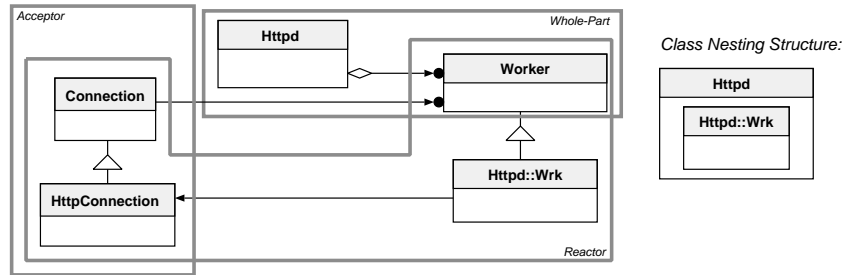 Acceptor
Whole-Part
Httpd
Class Nesting Structure:
Worker
Httpd
Connection
Httpd::Wrk
Httpd::Wrk
HttpConnection
Reactor